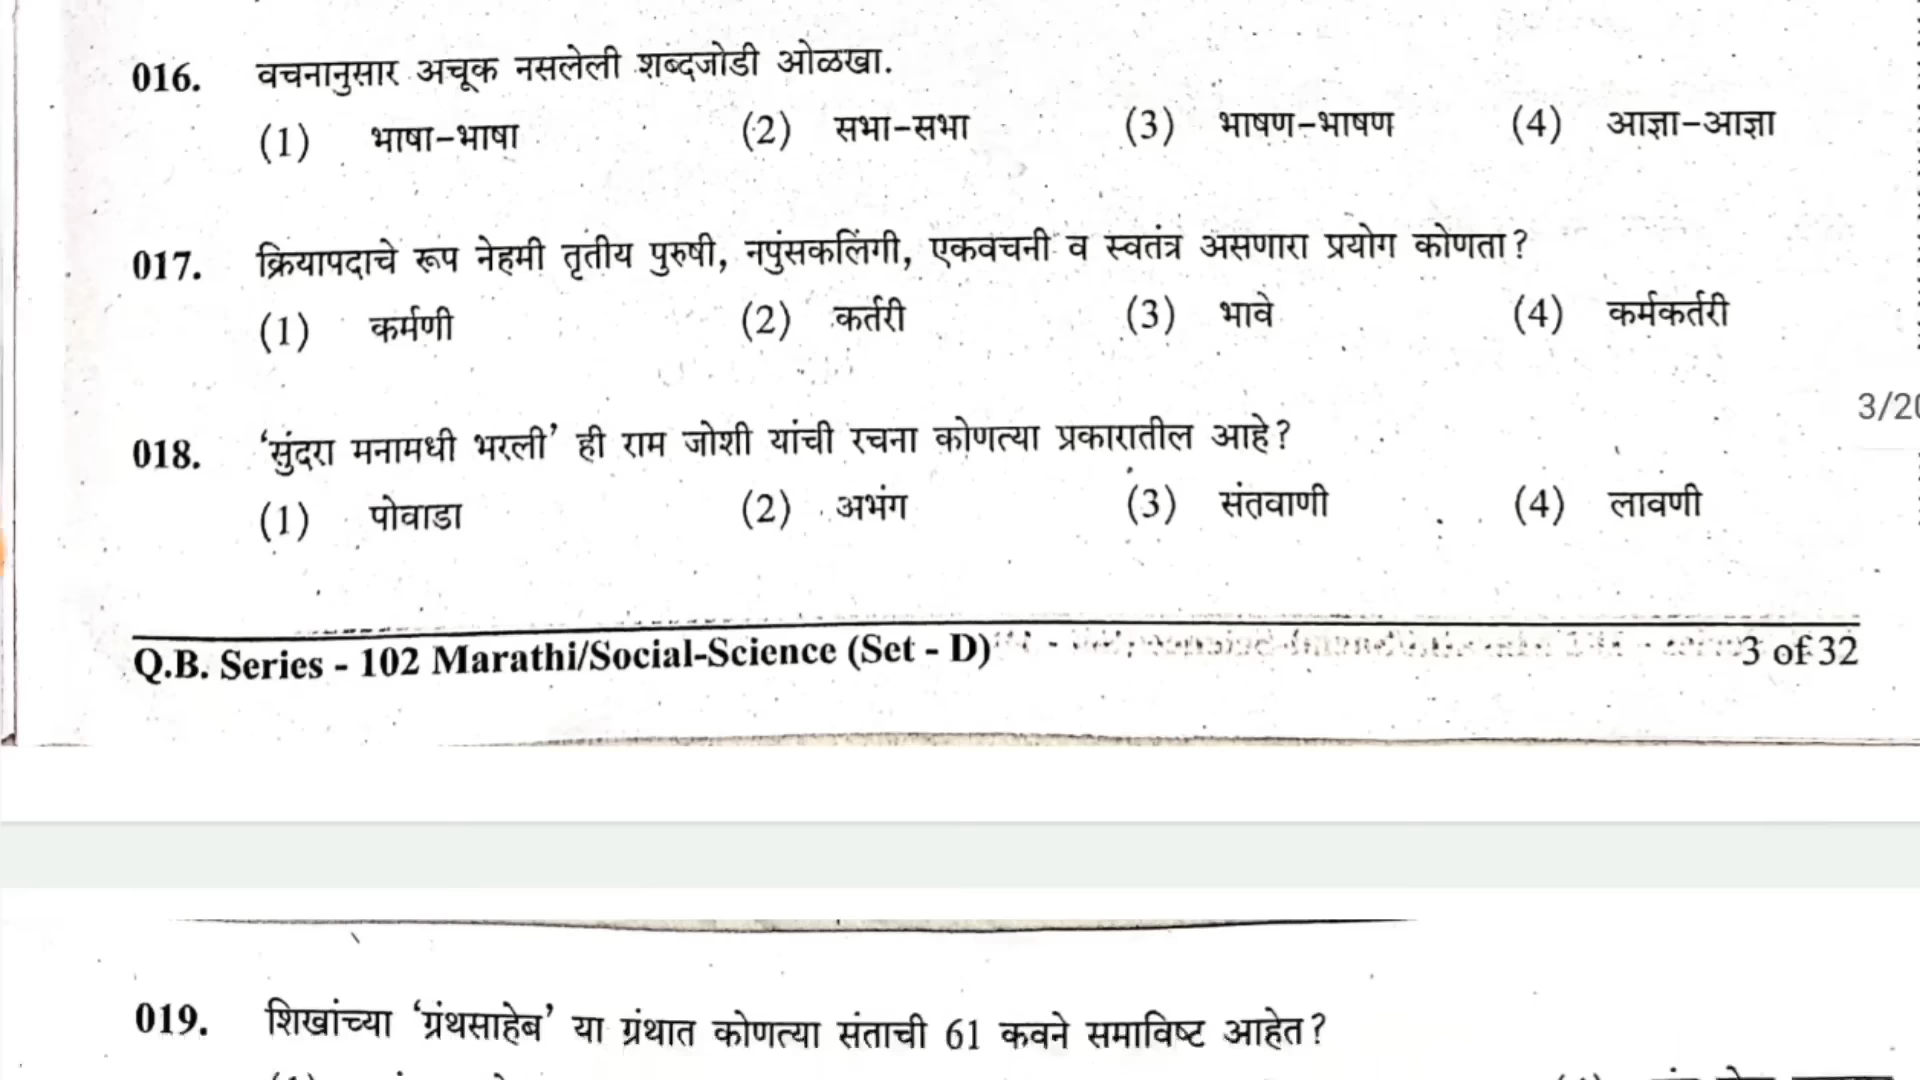 016. वचनानुसार अचूक नसलेली शब्दजोडी ओळखा.
(1) भाषा-भाषा (2) सभा-सभा (3) भाषण-भाषण (4) आज्ञा-आज्ञा
017. क्रियापदाचे रूप नेहमी तृतीय पुरुषी, नपुंसकलिंगी, एकवचनी व स्वतंत्र असणारा प्रयोग कोणता?
(1) कर्मणी (2) कर्तरी (3) भावे (4) कर्मकर्तरी
3/20
018. ‘सुंदरा मनामधी भरली’ ही राम जोशी यांची रचना कोणत्या प्रकारातील आहे?
(1) पोवाडा (2) अभंग (3) संतवाणी (4) लावणी
Q.B. Series - 102 Marathi/Social-Science (Set - D) 3 of 32
019. शिखांच्या ‘ग्रंथसाहेब’ या ग्रंथात कोणत्या संताची 61 कवने समाविष्ट आहेत?